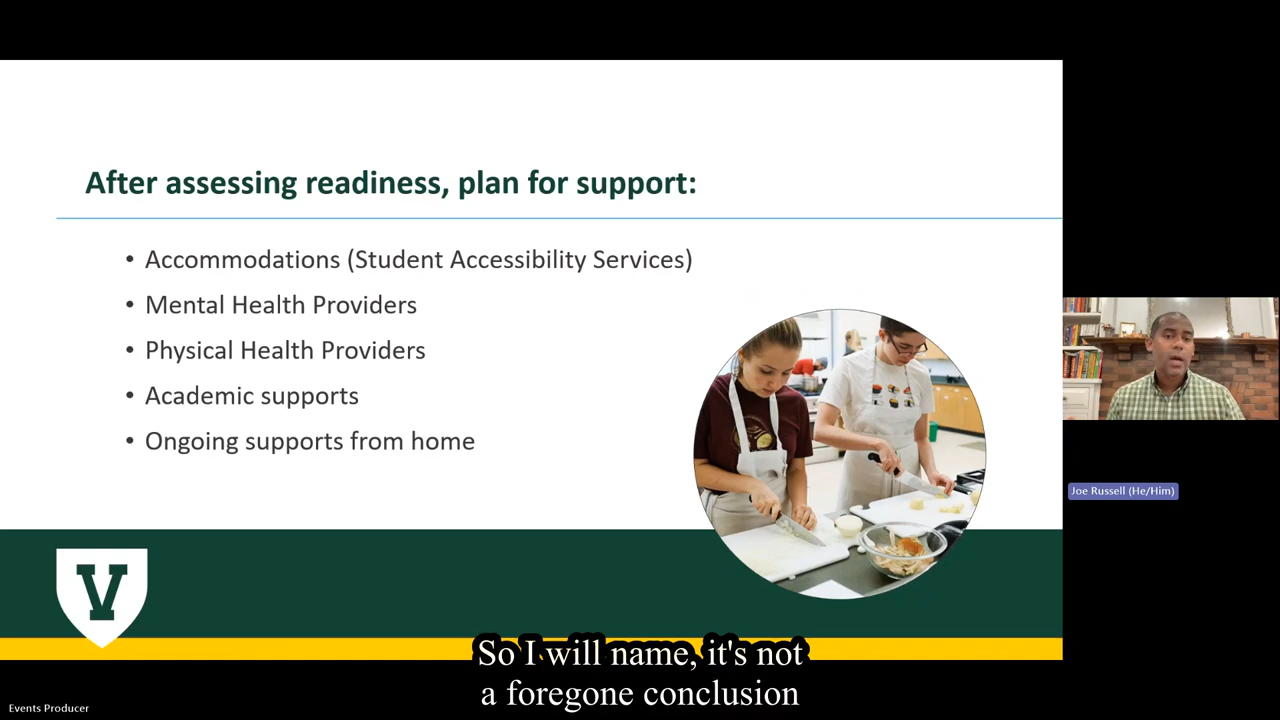 After assessing readiness, plan for support:
• Accommodations (Student Accessibility Services)
• Mental Health Providers
• Physical Health Providers
• Academic supports
• Ongoing supports from home
Joe Russell (He/Him)
V
So I will name, it's not
a foregone conclusion
Events Producer